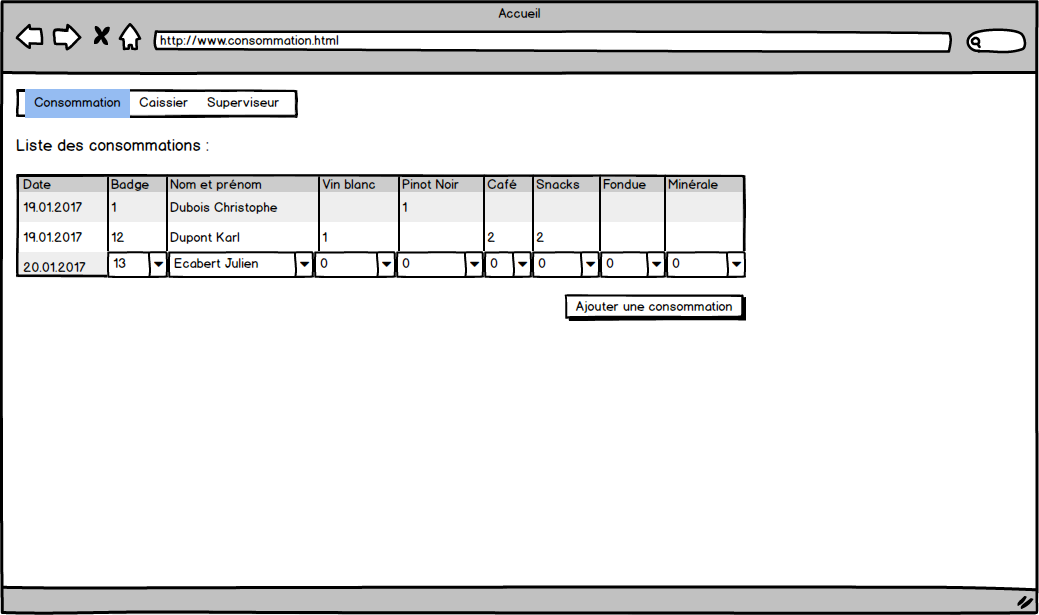 Accueil
http://www.consommation.html
Consommation Caissier Superviseur
Liste des consommations :
Date Badge Nom et prénom Vin blanc Pinot Noir Café Snacks Fondue Minérale
19.01.2017 1 Dubois Christophe 1
19.01.2017 12 Dupont Karl 1 2 2
20.01.2017 13 Ecabert Julien 0 0 0 0 0 0
Ajouter une consommation